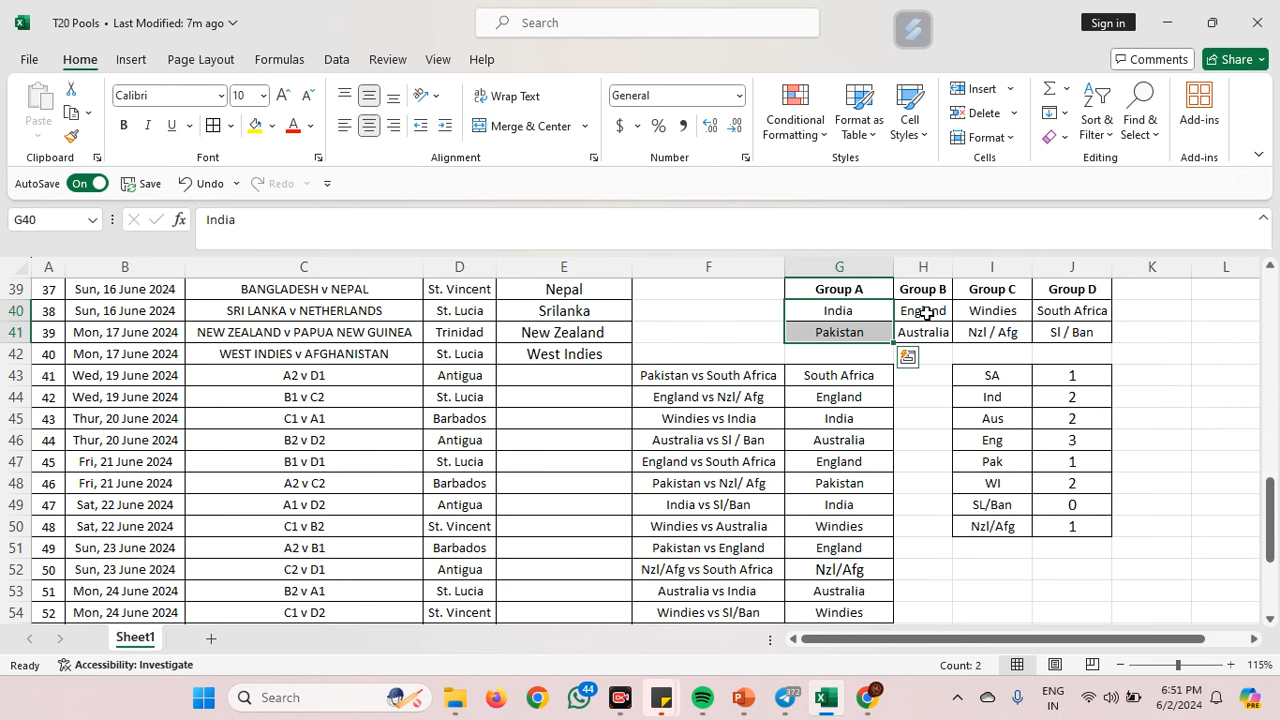 T20 Pools • Last Modified: 7m ago
Search
Sign in
File Home Insert Page Layout Formulas Data Review View Help
Comments Share
Paste
Calibri 10
B I U
Wrap Text
Merge & Center
General
Conditional Formatting
Format as Table
Cell Styles
Insert
Delete
Format
Sort & Filter
Find & Select
Add-ins
Clipboard Font Alignment Number Styles Cells Editing Add-ins
AutoSave On Save Undo Redo
G40 fx India
A B C D E F G H I J K L
39 37 Sun, 16 June 2024 BANGLADESH v NEPAL St. Vincent Nepal Group A Group B Group C Group D
40 38 Sun, 16 June 2024 SRI LANKA v NETHERLANDS St. Lucia Srilanka India England Windies South Africa
41 39 Mon, 17 June 2024 NEW ZEALAND v PAPUA NEW GUINEA Trinidad New Zealand Pakistan Australia Nzl / Afg Sl / Ban
42 40 Mon, 17 June 2024 WEST INDIES v AFGHANISTAN St. Lucia West Indies
43 41 Wed, 19 June 2024 A2 v D1 Antigua Pakistan vs South Africa South Africa SA 1
44 42 Wed, 19 June 2024 B1 v C2 St. Lucia England vs Nzl/ Afg England Ind 2
45 43 Thur, 20 June 2024 C1 v A1 Barbados Windies vs India India Aus 2
46 44 Thur, 20 June 2024 B2 v D2 Antigua Australia vs Sl / Ban Australia Eng 3
47 45 Fri, 21 June 2024 B1 v D1 St. Lucia England vs South Africa England Pak 1
48 46 Fri, 21 June 2024 A2 v C2 Barbados Pakistan vs Nzl/ Afg Pakistan WI 2
49 47 Sat, 22 June 2024 A1 v D2 Antigua India vs Sl/Ban India SL/Ban 0
50 48 Sat, 22 June 2024 C1 v B2 St. Vincent Windies vs Australia Windies Nzl/Afg 1
51 49 Sun, 23 June 2024 A2 v B1 Barbados Pakistan vs England England
52 50 Sun, 23 June 2024 C2 v D1 Antigua Nzl/Afg vs South Africa Nzl/Afg
53 51 Mon, 24 June 2024 B2 v A1 St. Lucia Australia vs India Australia
54 52 Mon, 24 June 2024 C1 v D2 St. Vincent Windies vs Sl/Ban Windies
Sheet1
Ready Accessibility: Investigate Count: 2 115%
Search 44 372 ENG IN 6:51 PM 6/2/2024